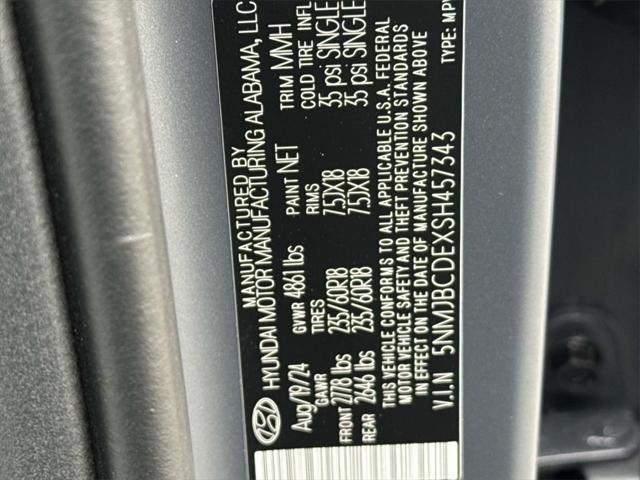 MANUFACTURED BY
HYUNDAI MOTOR MANUFACTURING ALABAMA, LLC
Aug/19/24 GVWR 4861 lbs PAINT NET TRIM MMH
GAWR TIRES RIMS COLD TIRE INFL
FRONT 2778 lbs 235/60R18 7.5JX18 35 psi SINGLE
REAR 2646 lbs 235/60R18 7.5JX18 35 psi SINGLE
THIS VEHICLE CONFORMS TO ALL APPLICABLE U.S.A. FEDERAL
MOTOR VEHICLE SAFETY AND THEFT PREVENTION STANDARDS
IN EFFECT ON THE DATE OF MANUFACTURE SHOWN ABOVE
V.I.N 5NMJBCDEXSH457343 TYPE: MPV